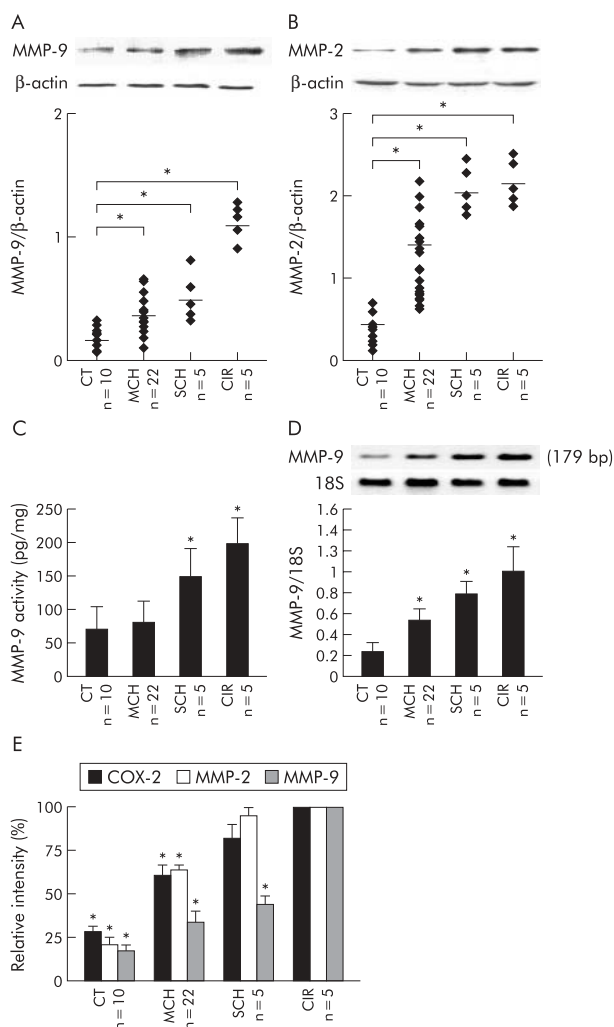 A
MMP-9
β-actin
2
1
0
MMP-9/β-actin
*
*
*
CT
n = 10
MCH
n = 22
SCH
n = 5
CIR
n = 5
B
MMP-2
β-actin
3
2
1
0
MMP-2/β-actin
*
*
*
CT
n = 10
MCH
n = 22
SCH
n = 5
CIR
n = 5
C
250
200
150
100
50
0
MMP-9 activity (pg/mg)
*
*
CT
n = 10
MCH
n = 22
SCH
n = 5
CIR
n = 5
D
MMP-9 (179 bp)
18S
1.6
1.4
1.2
1
0.8
0.6
0.4
0.2
0
MMP-9/18S
*
*
*
CT
n = 10
MCH
n = 22
SCH
n = 5
CIR
n = 5
E
COX-2 MMP-2 MMP-9
100
75
50
25
0
Relative intensity (%)
* * *
* * *
*
CT
n = 10
MCH
n = 22
SCH
n = 5
CIR
n = 5